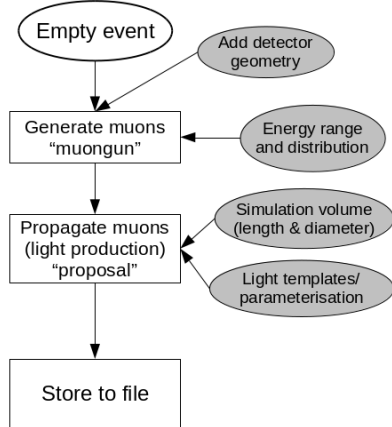 Empty event
Add detector
geometry
Generate muons
“muongun”
Energy range
and distribution
Propagate muons
(light production)
“proposal”
Simulation volume
(length & diameter)
Light templates/
parameterisation
Store to file